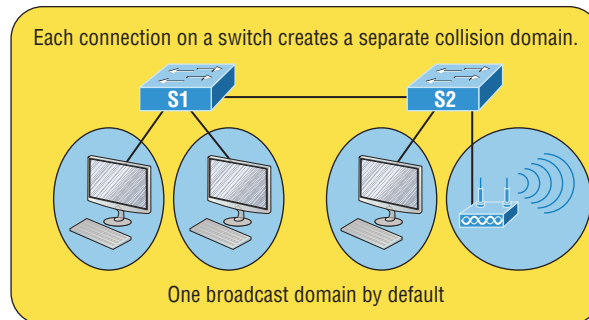 Each connection on a switch creates a separate collision domain.
S1
S2
One broadcast domain by default